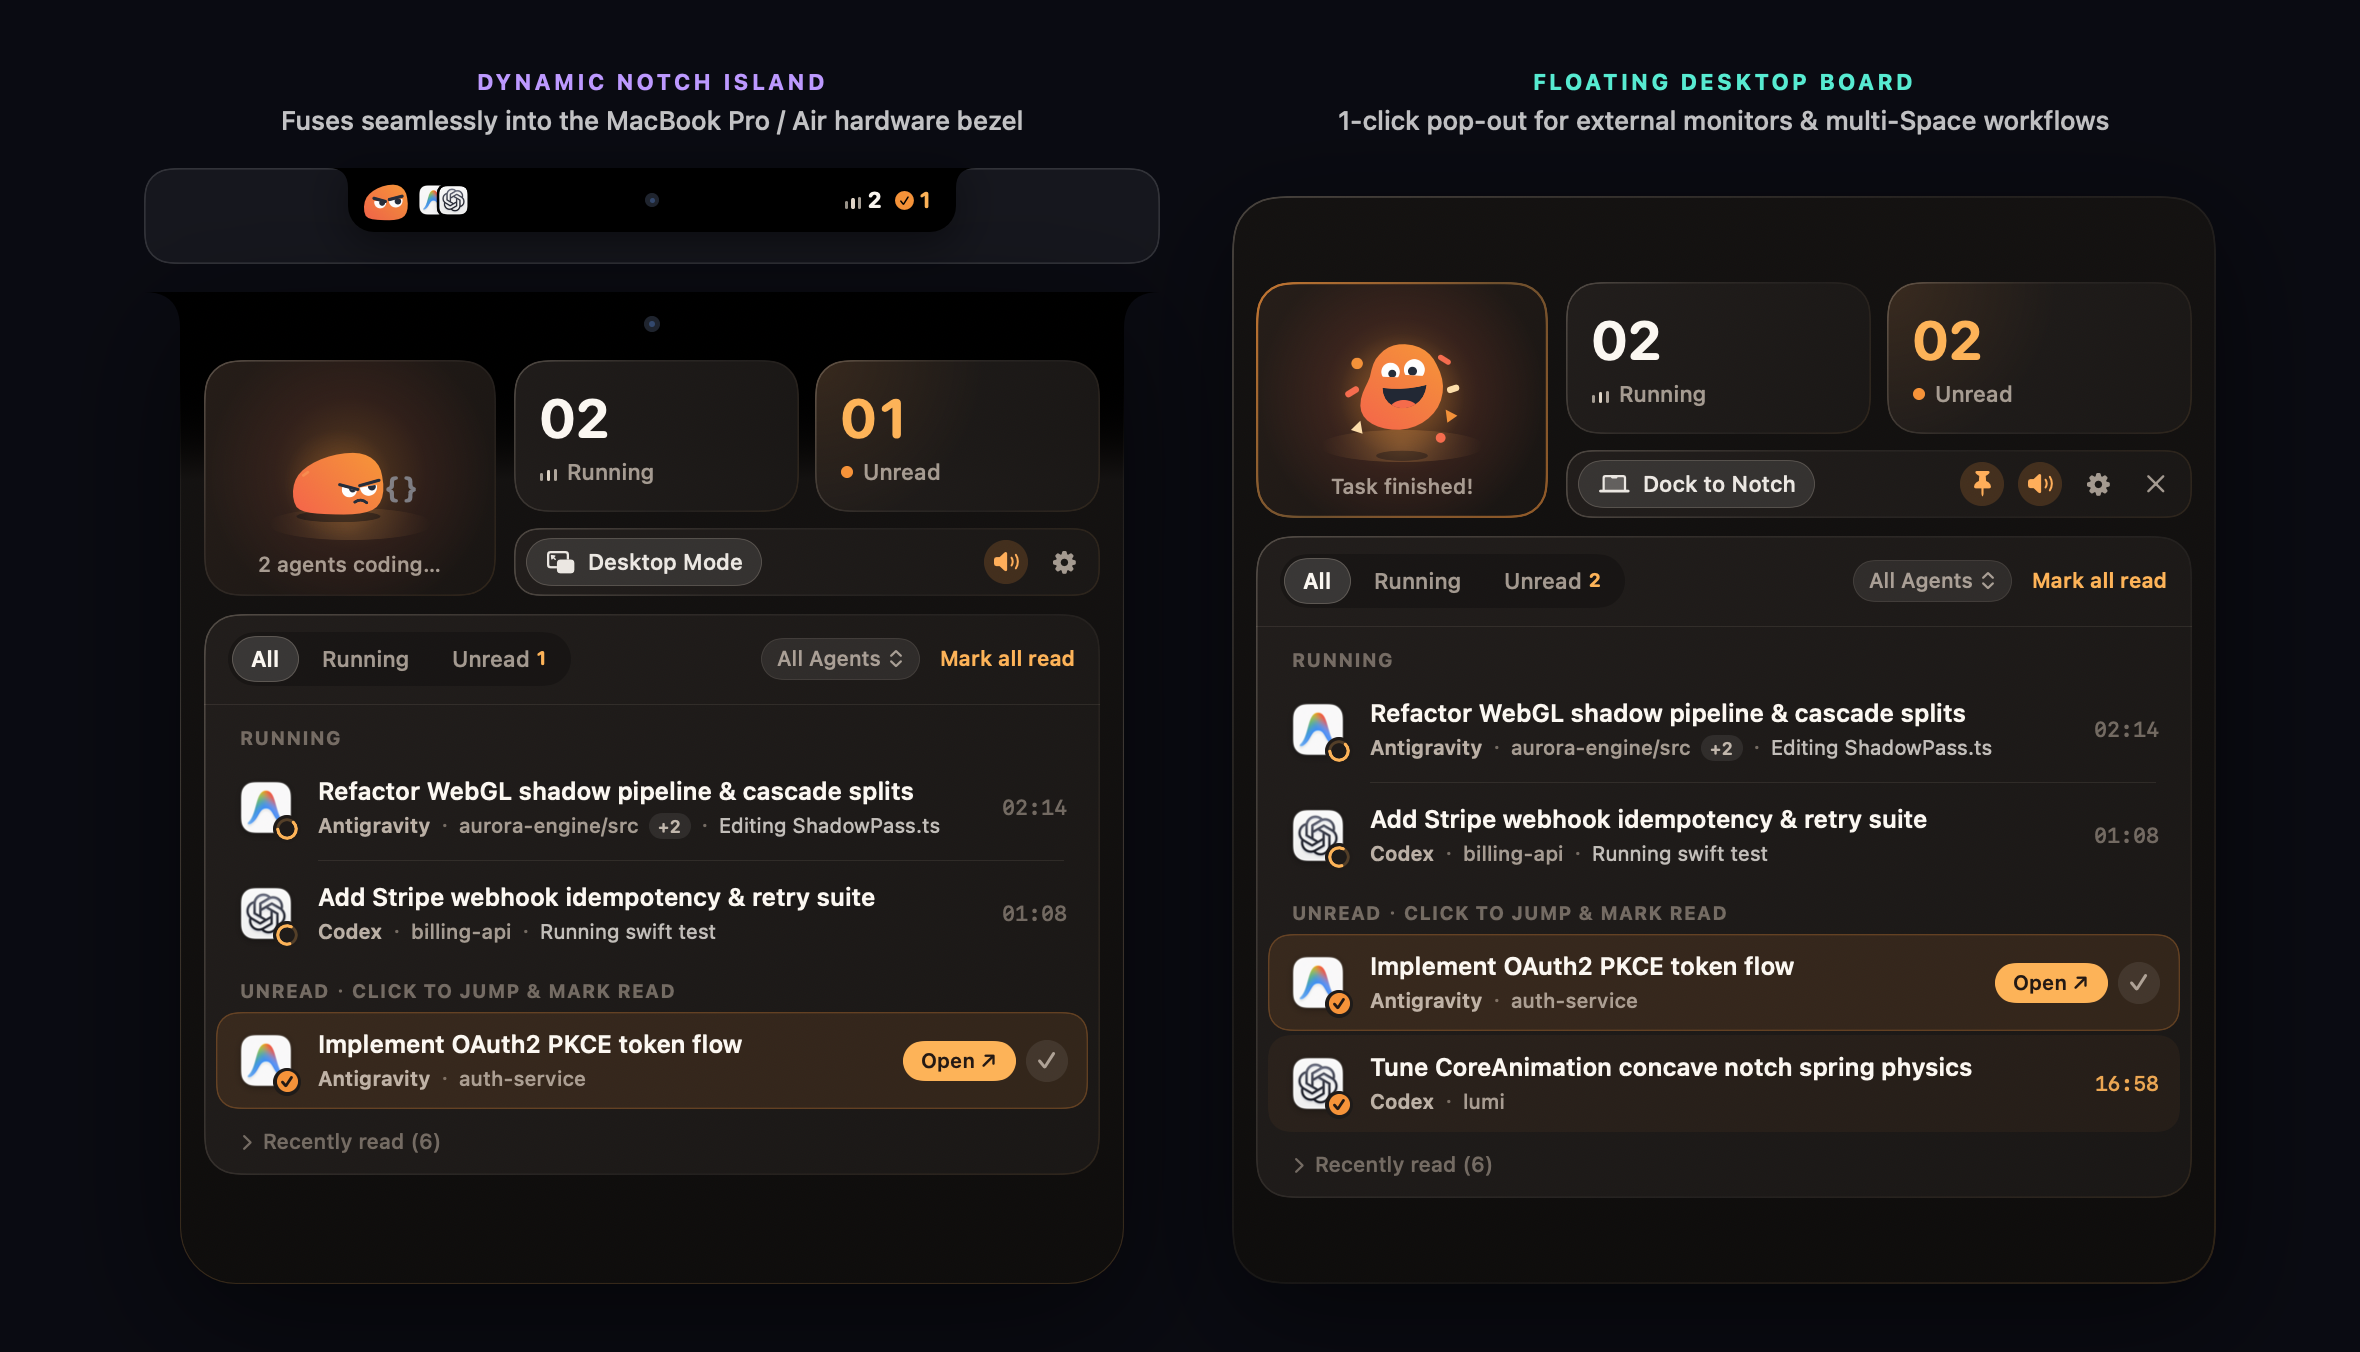 DYNAMIC NOTCH ISLAND
Fuses seamlessly into the MacBook Pro / Air hardware bezel
2 1
{}
2 agents coding...
02
Running
01
Unread
Desktop Mode
All Running Unread 1 All Agents Mark all read
RUNNING
Refactor WebGL shadow pipeline & cascade splits
Antigravity · aurora-engine/src +2 · Editing ShadowPass.ts
02:14
Add Stripe webhook idempotency & retry suite
Codex · billing-api · Running swift test
01:08
UNREAD · CLICK TO JUMP & MARK READ
Implement OAuth2 PKCE token flow
Antigravity · auth-service
Open ↗
Recently read (6)
FLOATING DESKTOP BOARD
1-click pop-out for external monitors & multi-Space workflows
Task finished!
02
Running
02
Unread
Dock to Notch
All Running Unread 2 All Agents Mark all read
RUNNING
Refactor WebGL shadow pipeline & cascade splits
Antigravity · aurora-engine/src +2 · Editing ShadowPass.ts
02:14
Add Stripe webhook idempotency & retry suite
Codex · billing-api · Running swift test
01:08
UNREAD · CLICK TO JUMP & MARK READ
Implement OAuth2 PKCE token flow
Antigravity · auth-service
Open ↗
Tune CoreAnimation concave notch spring physics
Codex · lumi
16:58
Recently read (6)